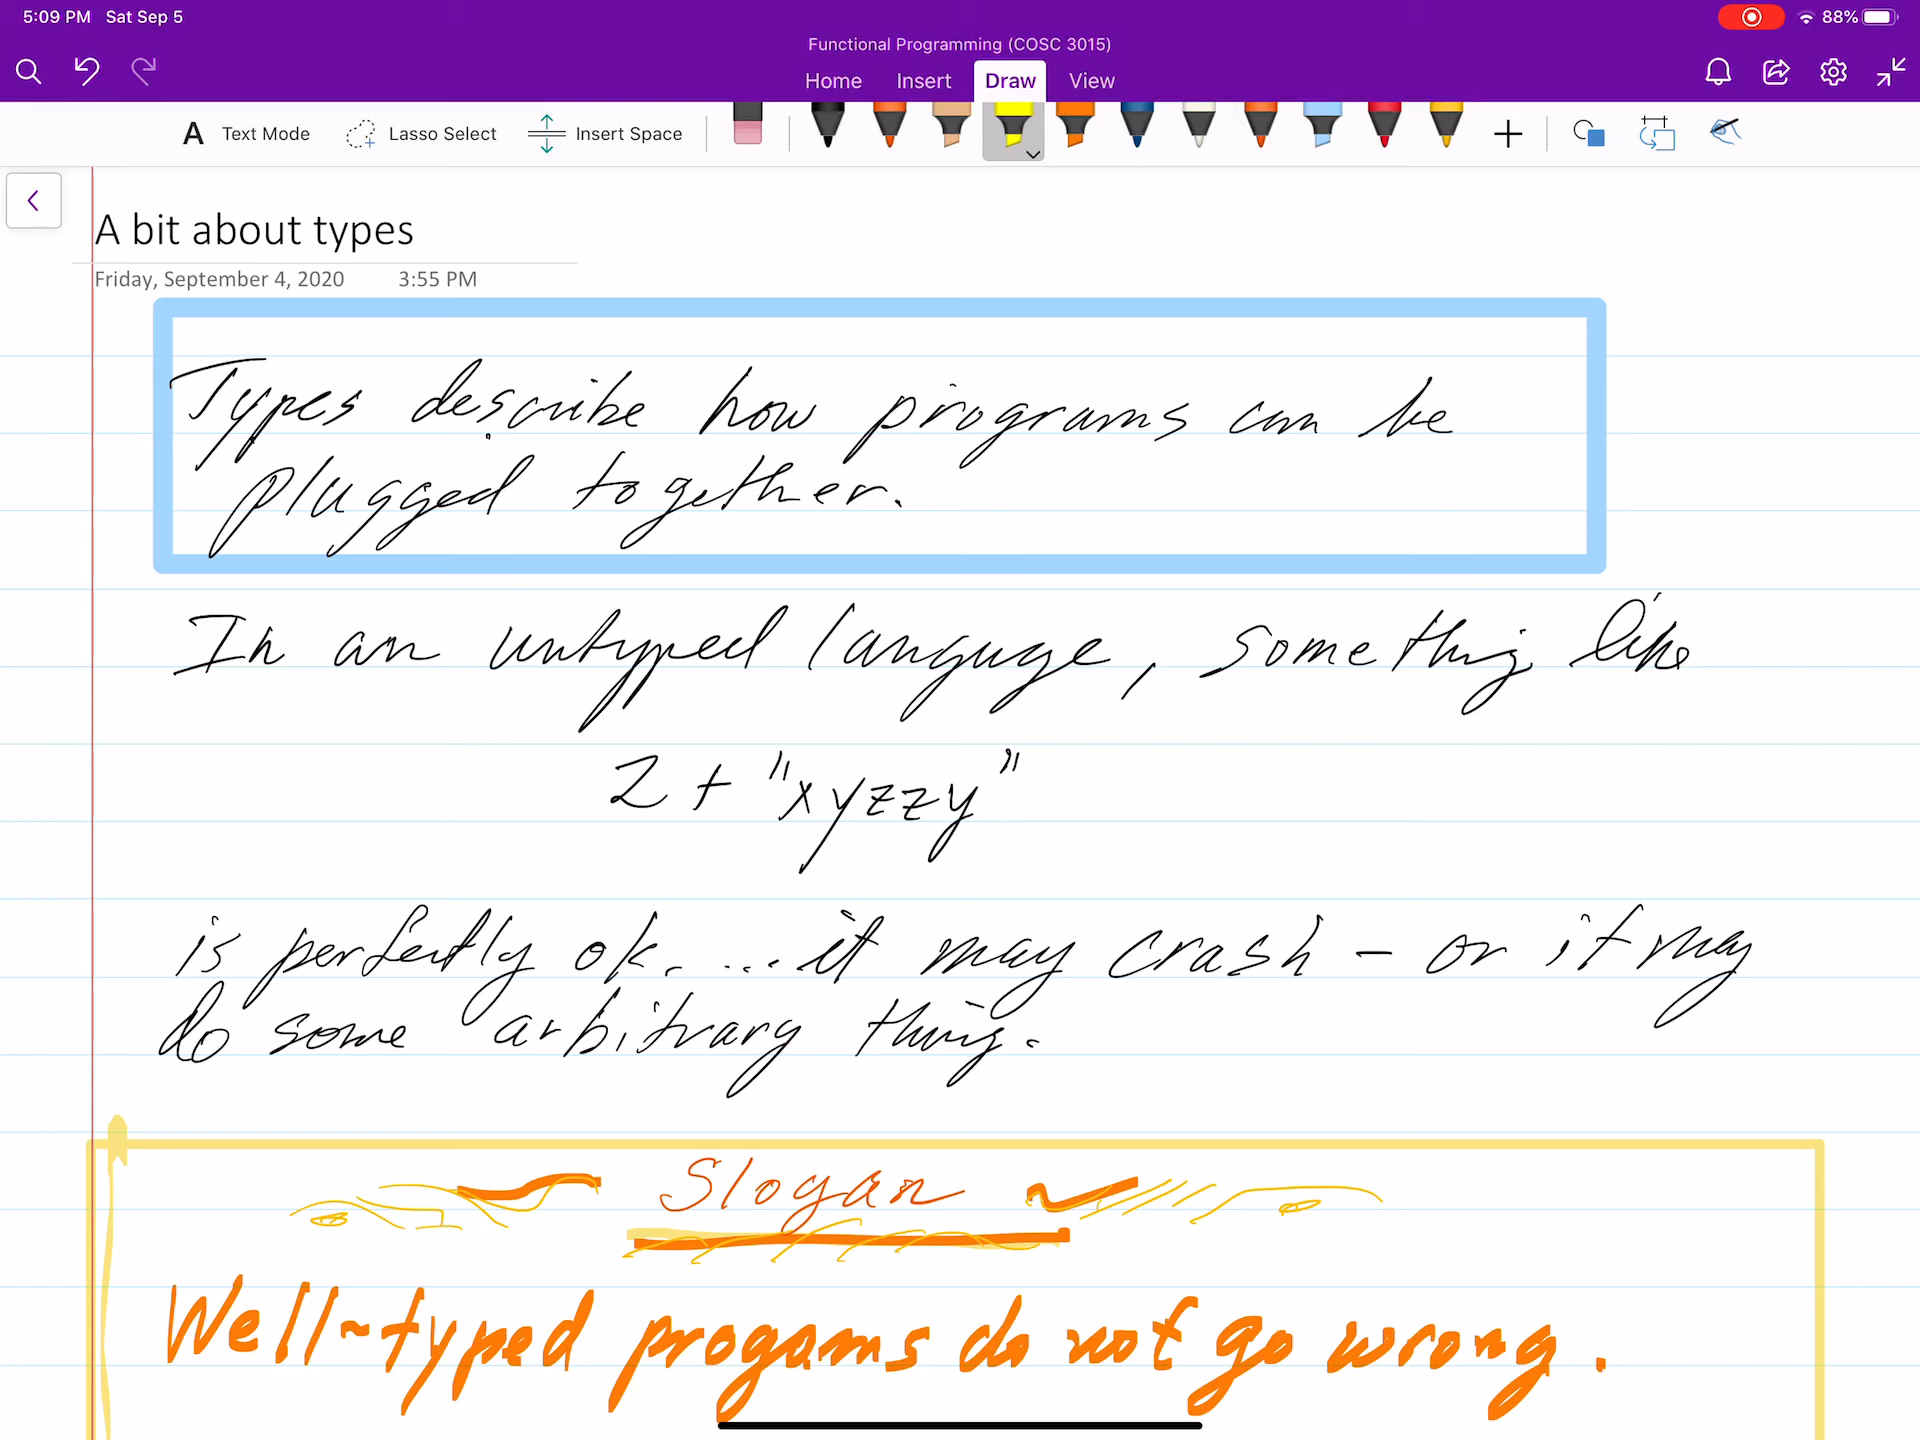 5:09 PM Sat Sep 5
88%
Functional Programming (COSC 3015)
Home Insert Draw View
A Text Mode Lasso Select Insert Space
A bit about types
Friday, September 4, 2020 3:55 PM
Types describe how programs can be
plugged together.
In an untyped languge, something like
2 + "xyzzy"
is perfectly ok. ... it may crash - or it may
do some arbitrary thing.
Slogan
Well-typed progams do not go wrong.